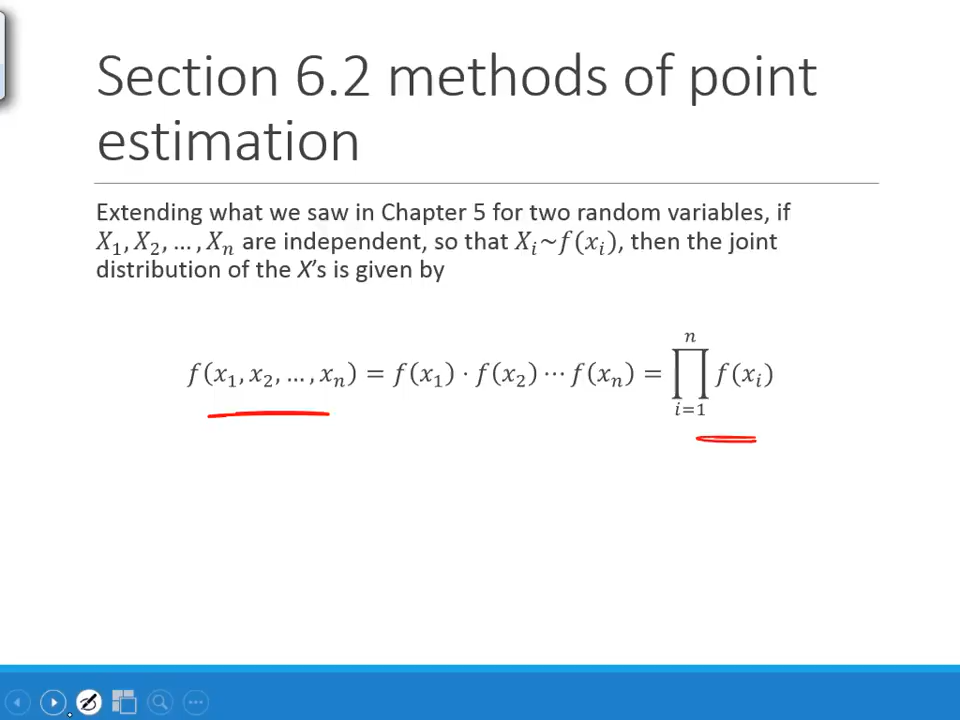 Section 6.2 methods of point
estimation
Extending what we saw in Chapter 5 for two random variables, if
𝑋₁, 𝑋₂, … , 𝑋ₙ are independent, so that 𝑋ᵢ~𝑓(𝑥ᵢ), then the joint
distribution of the X’s is given by
𝑓(𝑥₁, 𝑥₂, … , 𝑥ₙ) = 𝑓(𝑥₁) · 𝑓(𝑥₂) ⋯ 𝑓(𝑥ₙ) = ∏ᵢ₌₁ⁿ 𝑓(𝑥ᵢ)